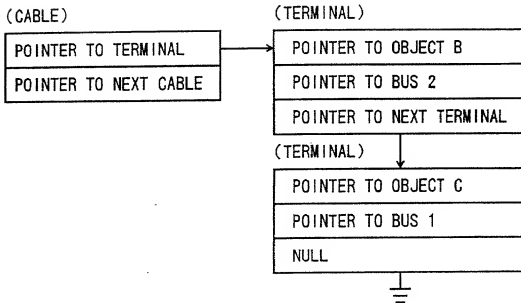 (CABLE)
POINTER TO TERMINAL
POINTER TO NEXT CABLE
(TERMINAL)
POINTER TO OBJECT B
POINTER TO BUS 2
POINTER TO NEXT TERMINAL
(TERMINAL)
POINTER TO OBJECT C
POINTER TO BUS 1
NULL